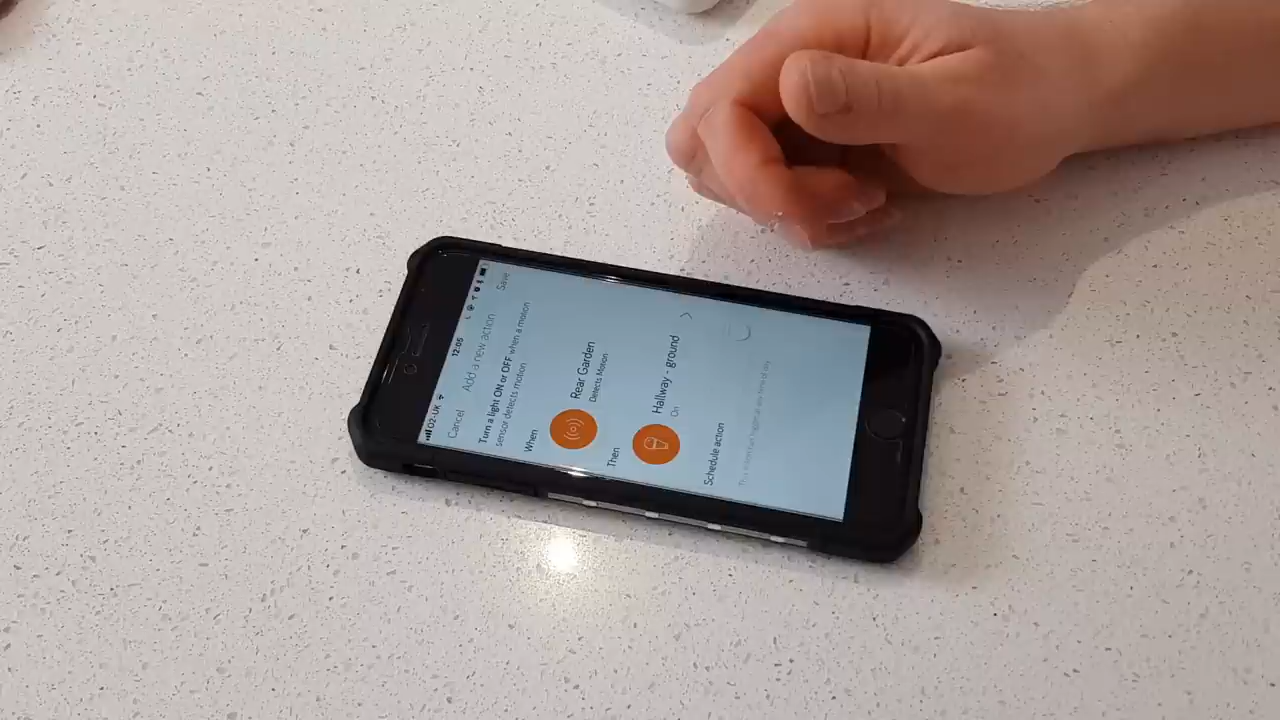 O2-UK
12:05
Cancel
Add a new action
Save
Turn a light ON or OFF when a motion
sensor detects motion
When
Rear Garden
Detects Motion
Then
Hallway - ground
On
Schedule action